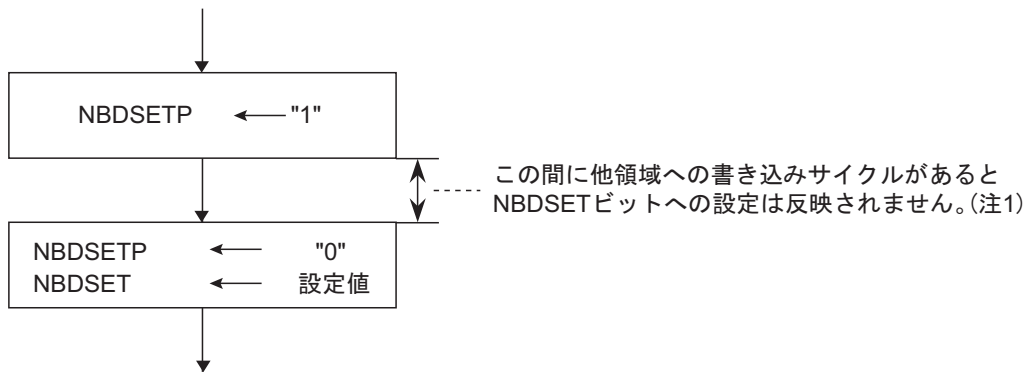 NBDSETP ← "1"
この間に他領域への書き込みサイクルがあると
NBDSETビットへの設定は反映されません。(注1)
NBDSETP ← "0"
NBDSET ← 設定値